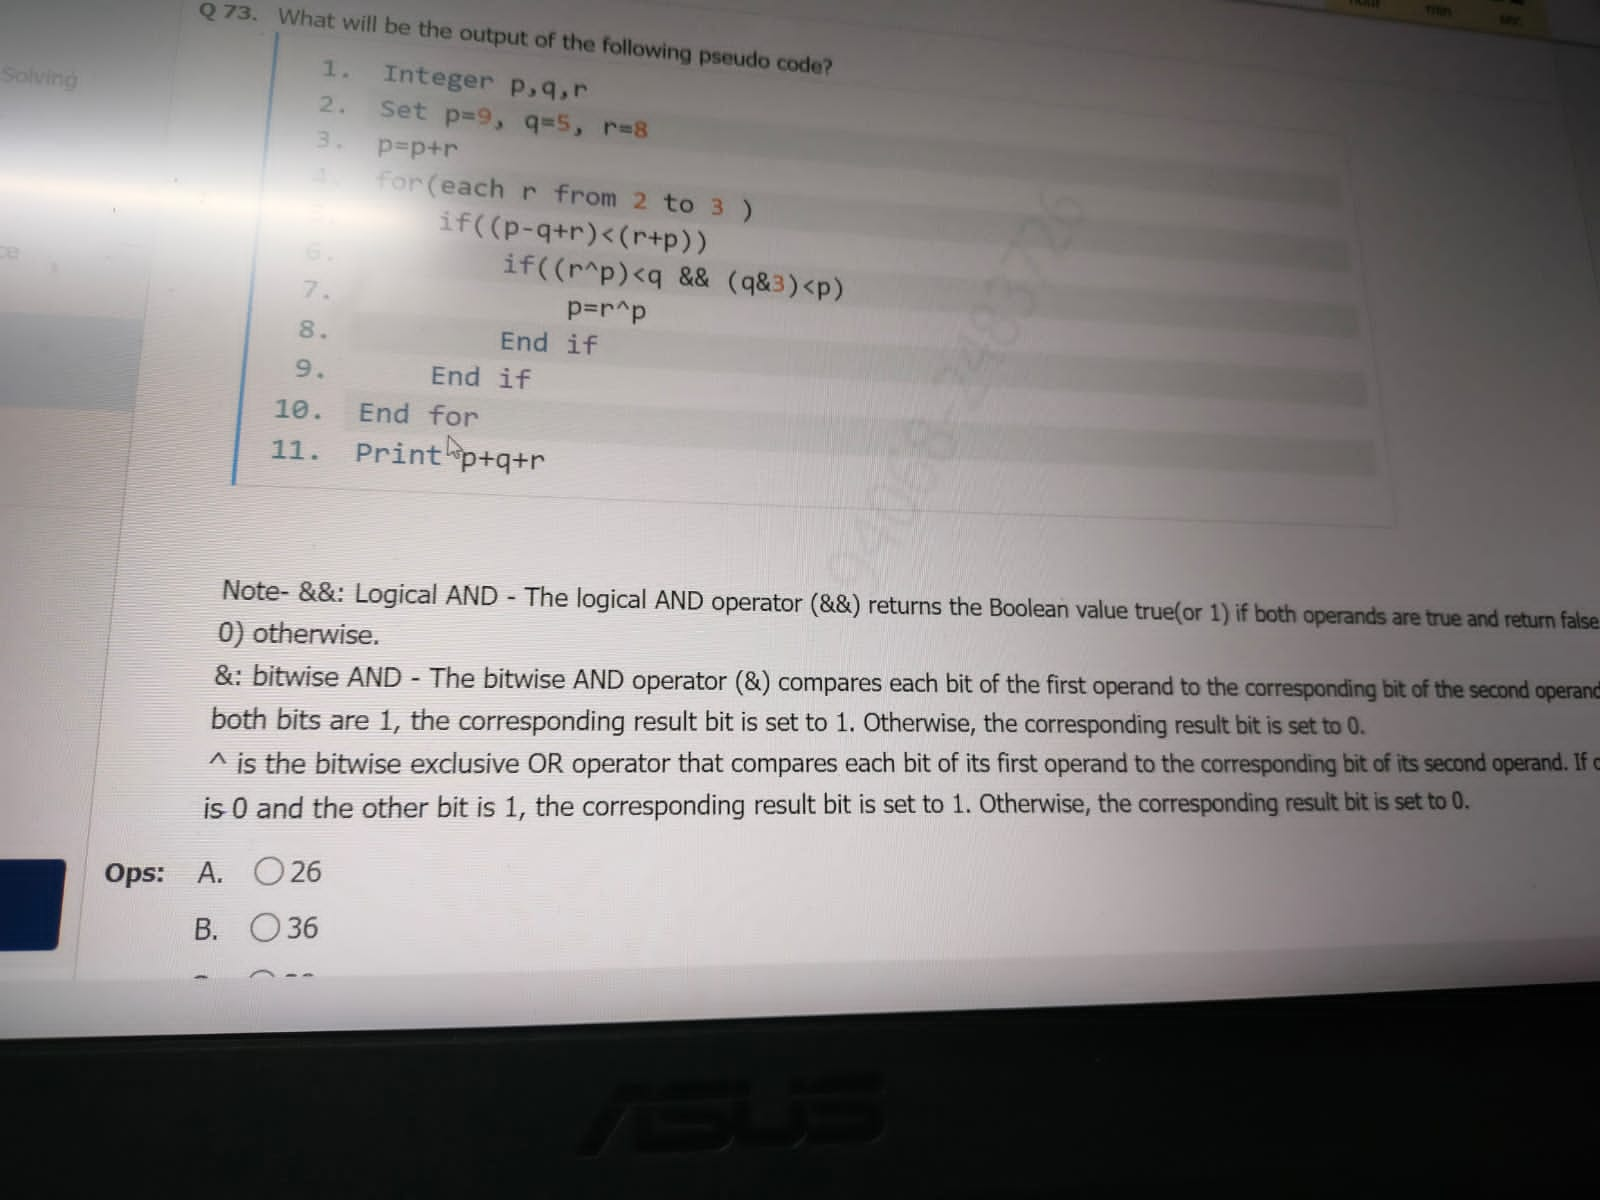 min
sec
Solving
Q 73. What will be the output of the following pseudo code?
1. Integer p,q,r
2. Set p=9, q=5, r=8
3. p=p+r
4. for(each r from 2 to 3 )
if((p-q+r)<(r+p))
6. if((r^p)<q && (q&3)<p)
7. p=r^p
8. End if
9. End if
10. End for
11. Print p+q+r
Note- &&: Logical AND - The logical AND operator (&&) returns the Boolean value true(or 1) if both operands are true and return false
0) otherwise.
&: bitwise AND - The bitwise AND operator (&) compares each bit of the first operand to the corresponding bit of the second operand
both bits are 1, the corresponding result bit is set to 1. Otherwise, the corresponding result bit is set to 0.
^ is the bitwise exclusive OR operator that compares each bit of its first operand to the corresponding bit of its second operand. If
is 0 and the other bit is 1, the corresponding result bit is set to 1. Otherwise, the corresponding result bit is set to 0.
Ops: A. 26
B. 36
ASUS